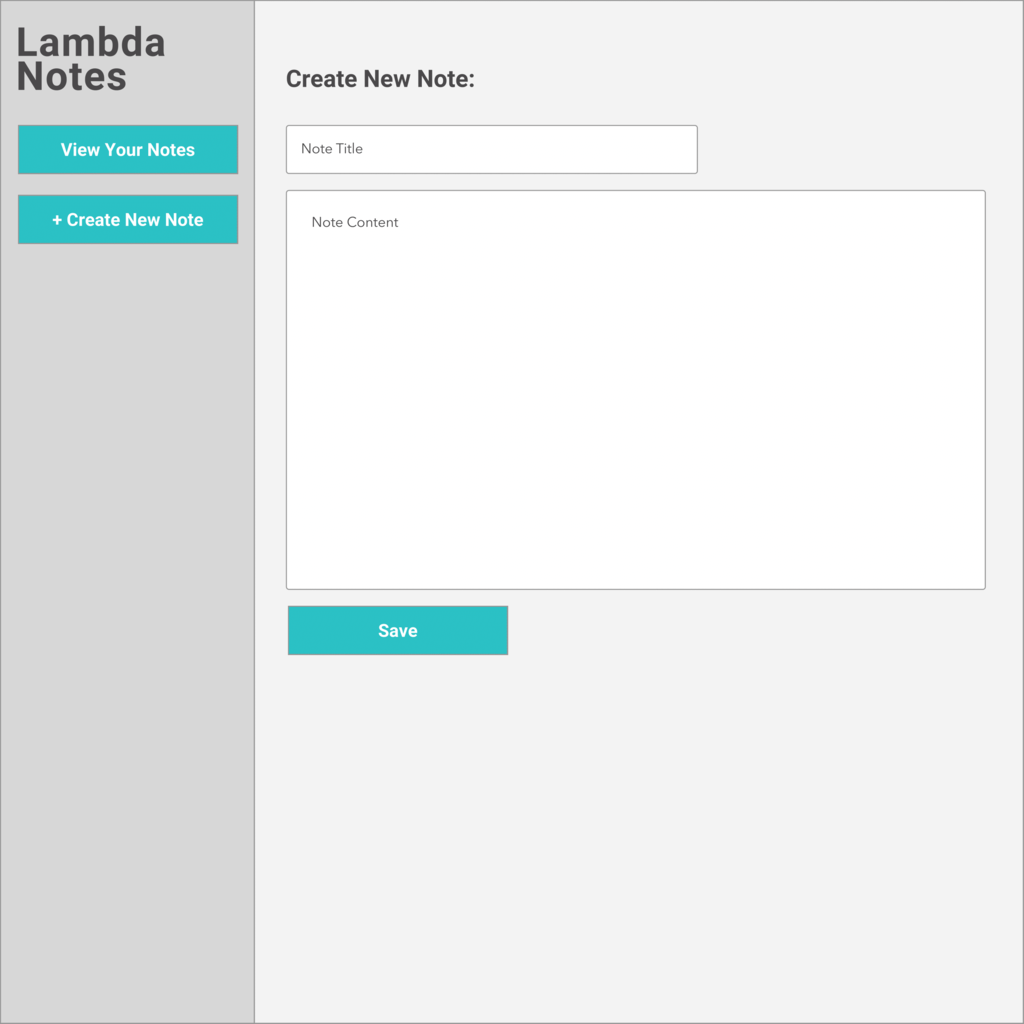 Lambda
Notes
View Your Notes
+ Create New Note
Create New Note:
Note Title
Note Content
Save